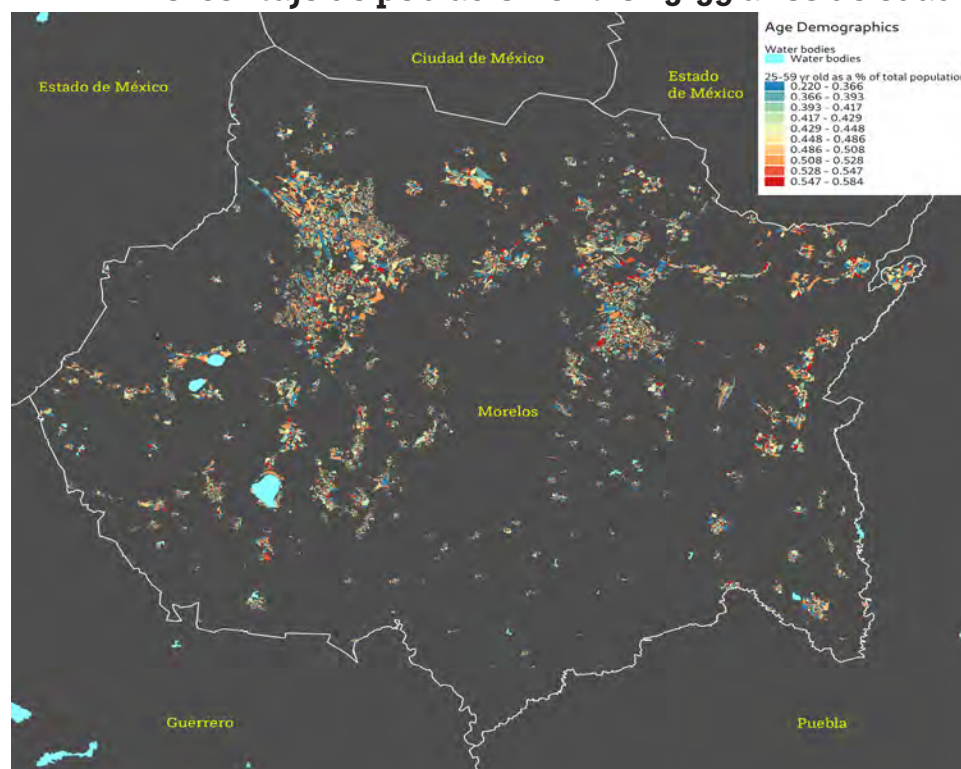 de
Age Demographics
Water bodies
Water bodies
25-59 yr old as a % of total population
0.220 - 0.366
0.366 - 0.393
0.393 - 0.417
0.417 - 0.429
0.429 - 0.448
0.448 - 0.486
0.486 - 0.508
0.508 - 0.528
0.528 - 0.547
0.547 - 0.584
Ciudad de México
Estado de México
Estado
de México
Morelos
Guerrero
Puebla